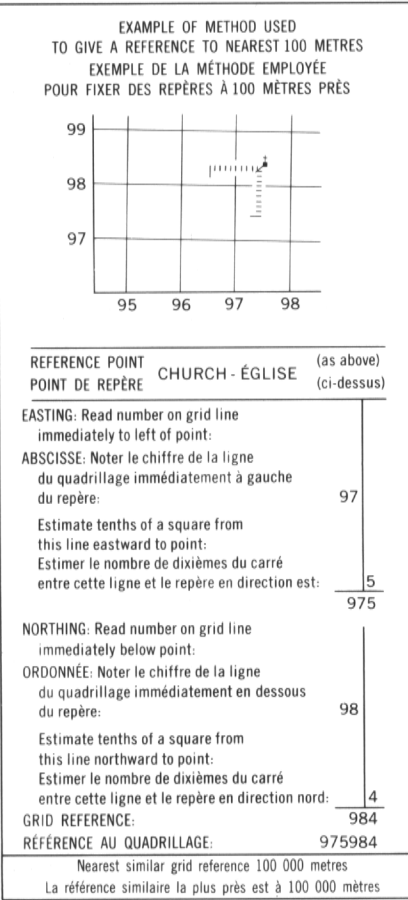 EXAMPLE OF METHOD USED
TO GIVE A REFERENCE TO NEAREST 100 METRES
EXEMPLE DE LA MÉTHODE EMPLOYÉE
POUR FIXER DES REPÈRES À 100 MÈTRES PRÈS
99
98
97
95 96 97 98
REFERENCE POINT
POINT DE REPÈRE
CHURCH - ÉGLISE
(as above)
(ci-dessus)
EASTING: Read number on grid line
immediately to left of point:
ABSCISSE: Noter le chiffre de la ligne
du quadrillage immédiatement à gauche
du repère: 97
Estimate tenths of a square from
this line eastward to point:
Estimer le nombre de dixièmes du carré
entre cette ligne et le repère en direction est: 5
975
NORTHING: Read number on grid line
immediately below point:
ORDONNÉE: Noter le chiffre de la ligne
du quadrillage immédiatement en dessous
du repère: 98
Estimate tenths of a square from
this line northward to point:
Estimer le nombre de dixièmes du carré
entre cette ligne et le repère en direction nord: 4
GRID REFERENCE: 984
RÉFÉRENCE AU QUADRILLAGE: 975984
Nearest similar grid reference 100 000 metres
La référence similaire la plus près est à 100 000 mètres